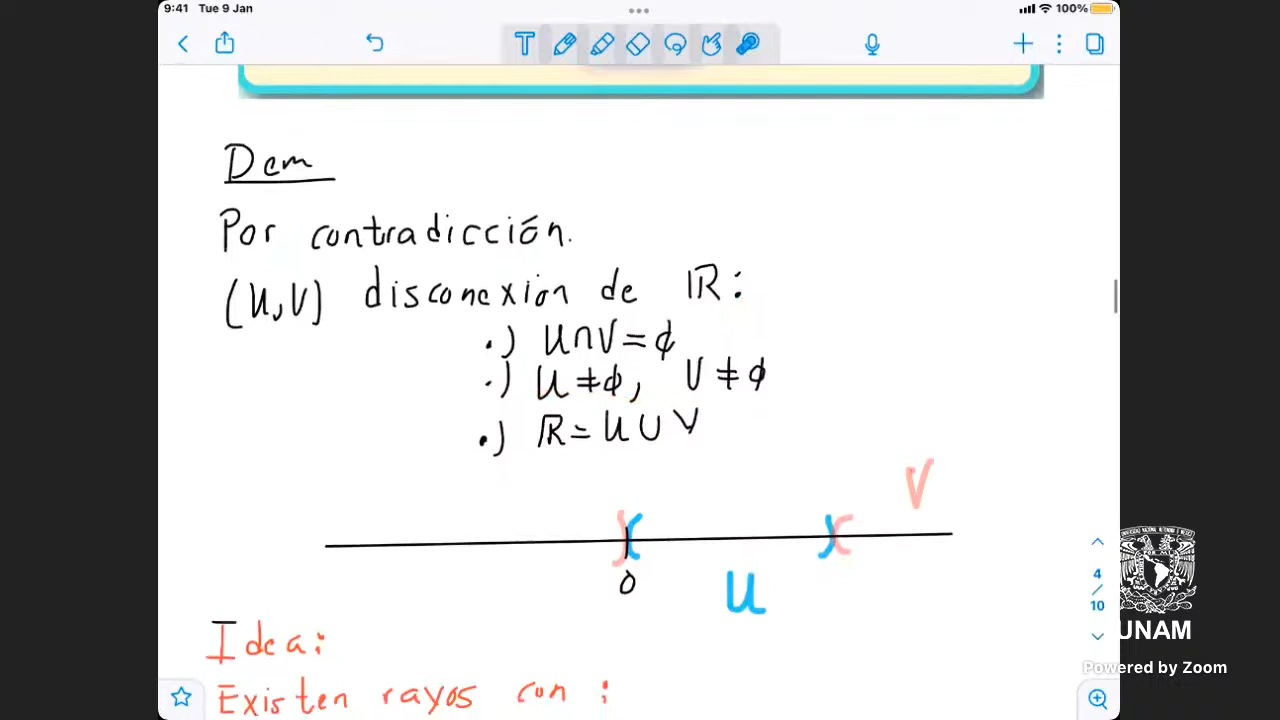 9:41 Tue 9 Jan
100%
Dem
Por contradicción.
(U,V) disconexión de ℝ:
•) U∩V=ϕ
•) U≠ϕ, V≠ϕ
•) ℝ=U∪V
V
0
U
Idea:
Existen rayos con :
4
/
10
UNAM
Powered by Zoom